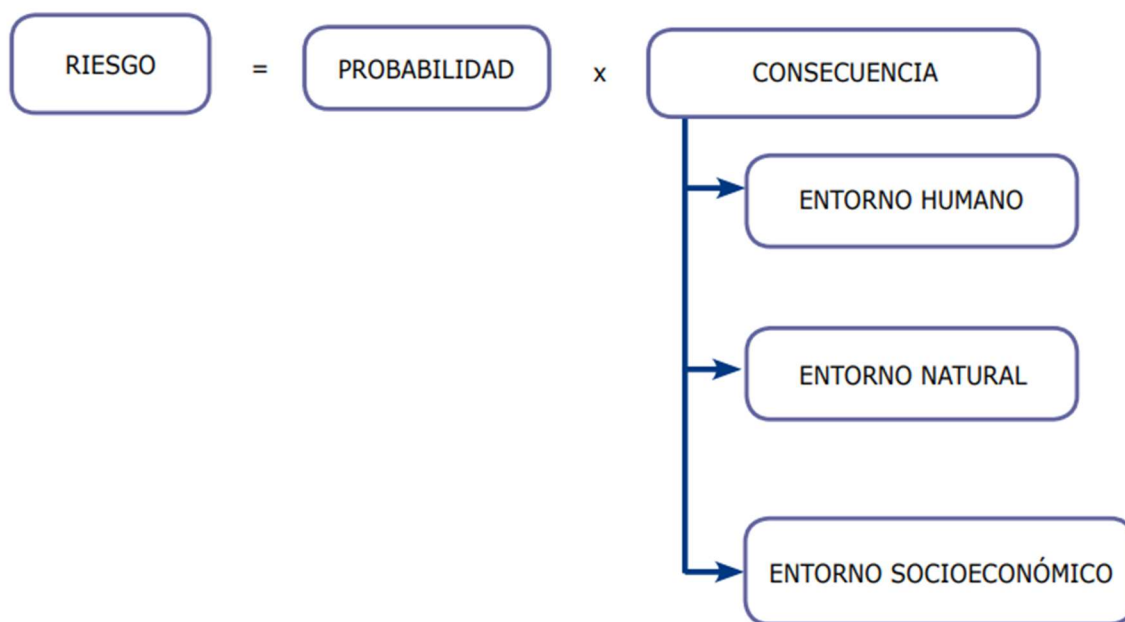 RIESGO = PROBABILIDAD x CONSECUENCIA
ENTORNO HUMANO
ENTORNO NATURAL
ENTORNO SOCIOECONÓMICO